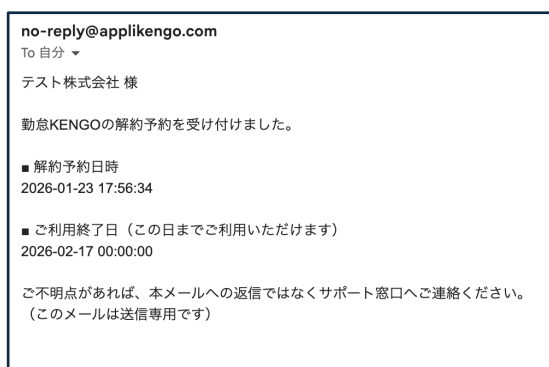 no-reply@applikengo.com
To 自分
テスト株式会社 様
勤怠KENGOの解約予約を受け付けました。
■ 解約予約日時
2026-01-23 17:56:34
■ ご利用終了日（この日までご利用いただけます）
2026-02-17 00:00:00
ご不明点があれば、本メールへの返信ではなくサポート窓口へご連絡ください。
（このメールは送信専用です）